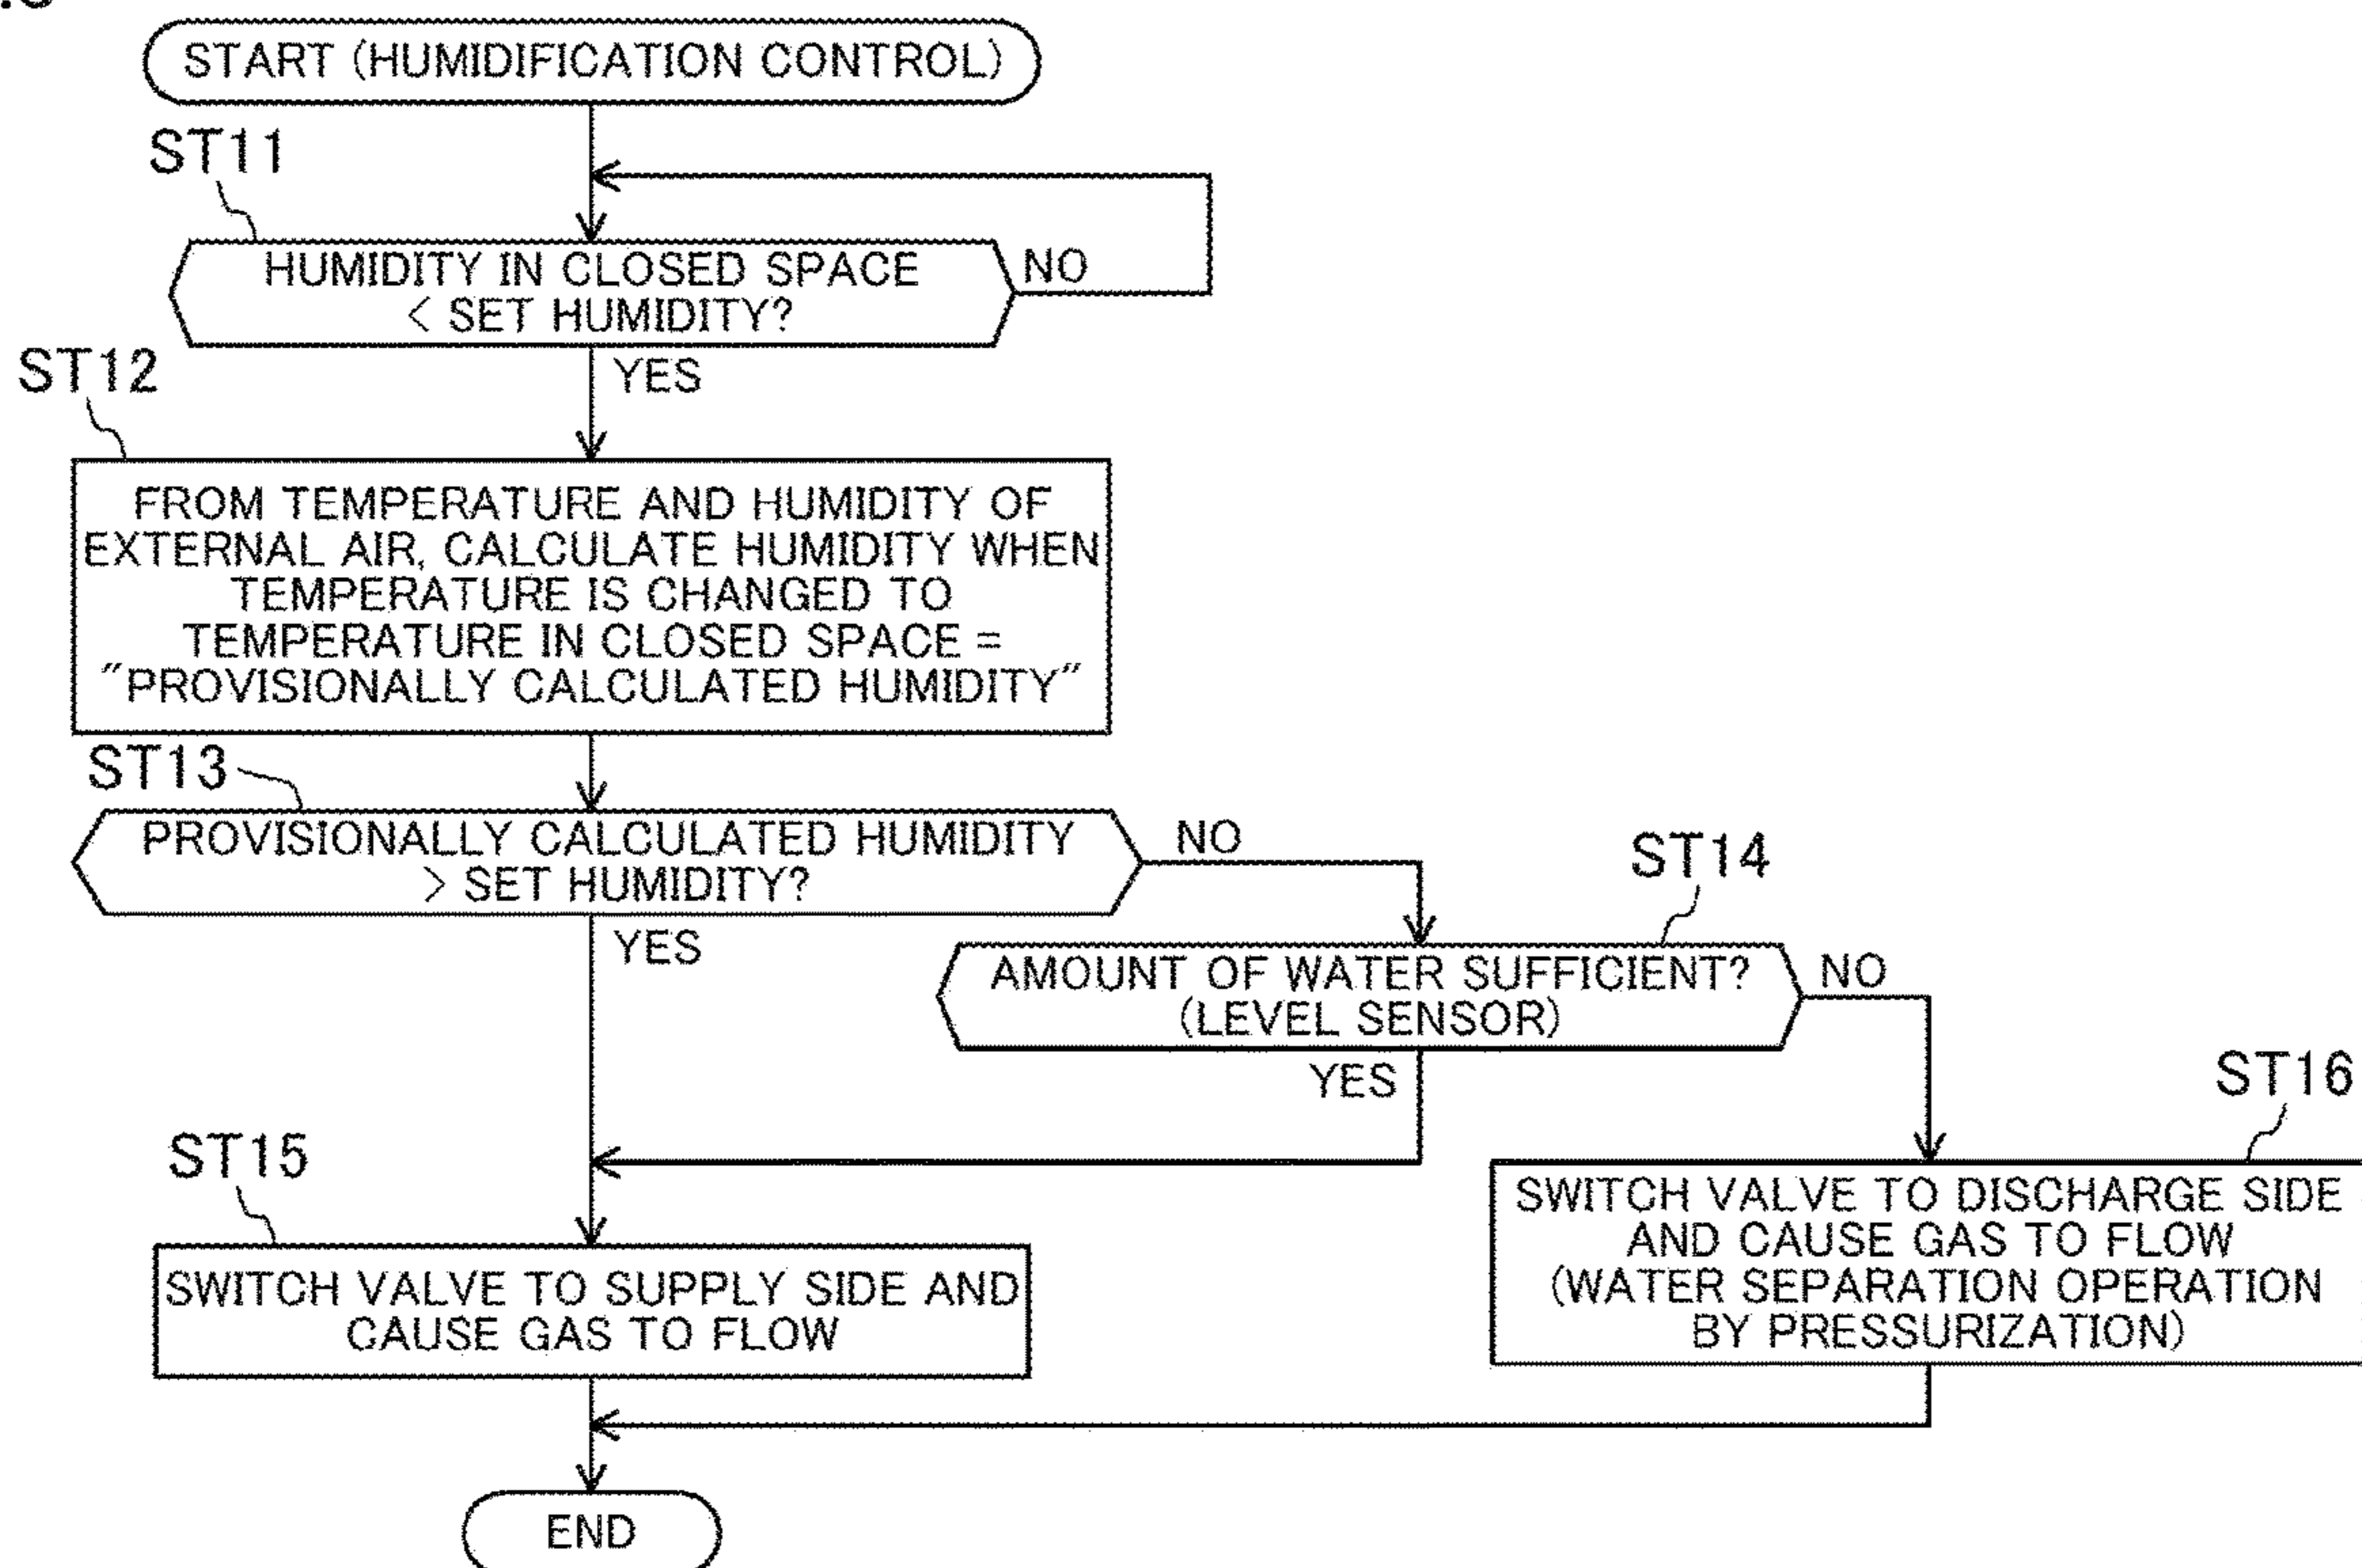 START (HUMIDIFICATION CONTROL)
ST11
HUMIDITY IN CLOSED SPACE
< SET HUMIDITY?
NO
YES
ST12
FROM TEMPERATURE AND HUMIDITY OF
EXTERNAL AIR, CALCULATE HUMIDITY WHEN
TEMPERATURE IS CHANGED TO
TEMPERATURE IN CLOSED SPACE =
"PROVISIONALLY CALCULATED HUMIDITY"
ST13
PROVISIONALLY CALCULATED HUMIDITY
> SET HUMIDITY?
NO
YES
ST14
AMOUNT OF WATER SUFFICIENT?
(LEVEL SENSOR)
NO
YES
ST15
SWITCH VALVE TO SUPPLY SIDE AND
CAUSE GAS TO FLOW
ST16
SWITCH VALVE TO DISCHARGE SIDE
AND CAUSE GAS TO FLOW
(WATER SEPARATION OPERATION
BY PRESSURIZATION)
END